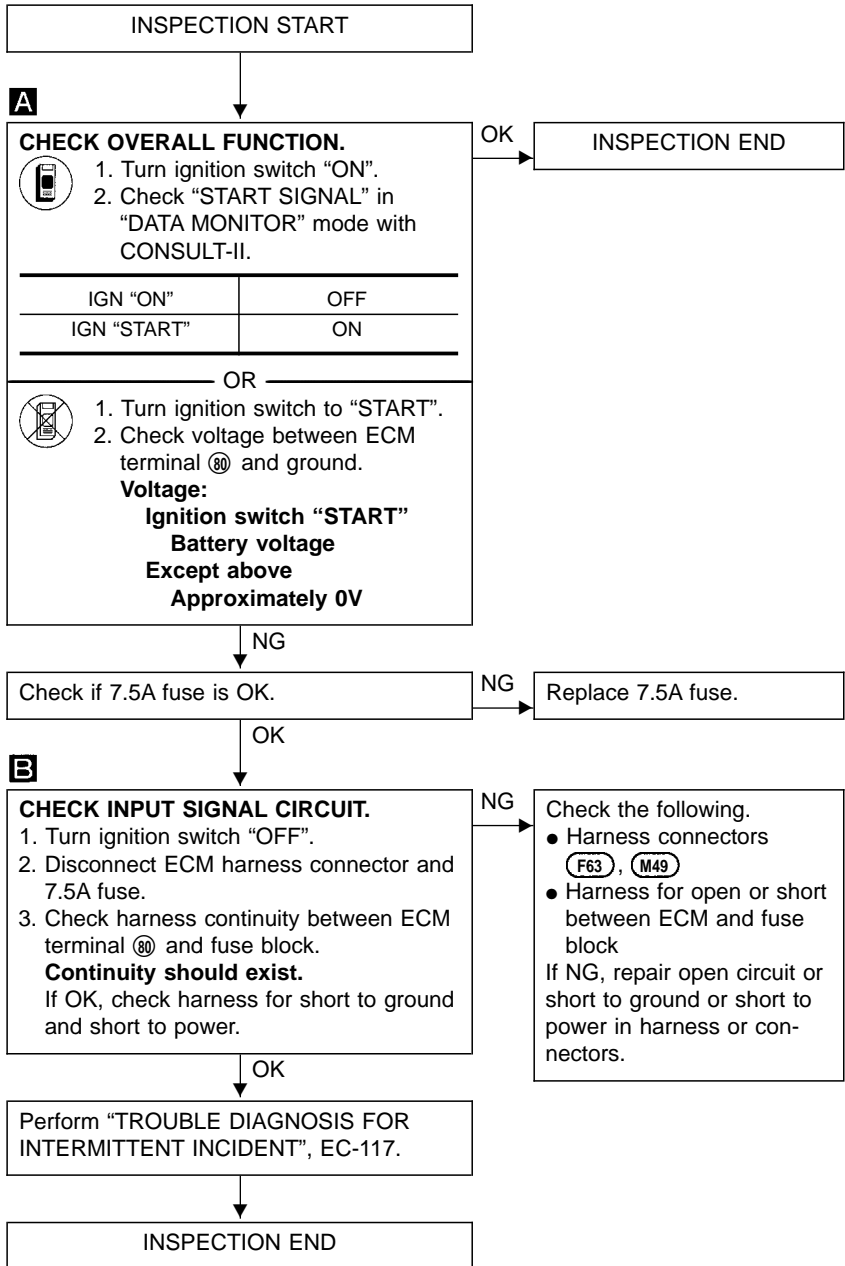 INSPECTION START
A
CHECK OVERALL FUNCTION.
1. Turn ignition switch “ON”.
2. Check “START SIGNAL” in
“DATA MONITOR” mode with
CONSULT-II.
IGN “ON” OFF
IGN “START” ON
OR
1. Turn ignition switch to “START”.
2. Check voltage between ECM
terminal 80 and ground.
Voltage:
Ignition switch “START”
Battery voltage
Except above
Approximately 0V
OK
INSPECTION END
NG
Check if 7.5A fuse is OK.
NG
Replace 7.5A fuse.
OK
B
CHECK INPUT SIGNAL CIRCUIT.
1. Turn ignition switch “OFF”.
2. Disconnect ECM harness connector and
7.5A fuse.
3. Check harness continuity between ECM
terminal 80 and fuse block.
Continuity should exist.
If OK, check harness for short to ground
and short to power.
NG
Check the following.
● Harness connectors
F63, M49
● Harness for open or short
between ECM and fuse
block
If NG, repair open circuit or
short to ground or short to
power in harness or con-
nectors.
OK
Perform “TROUBLE DIAGNOSIS FOR
INTERMITTENT INCIDENT”, EC-117.
INSPECTION END